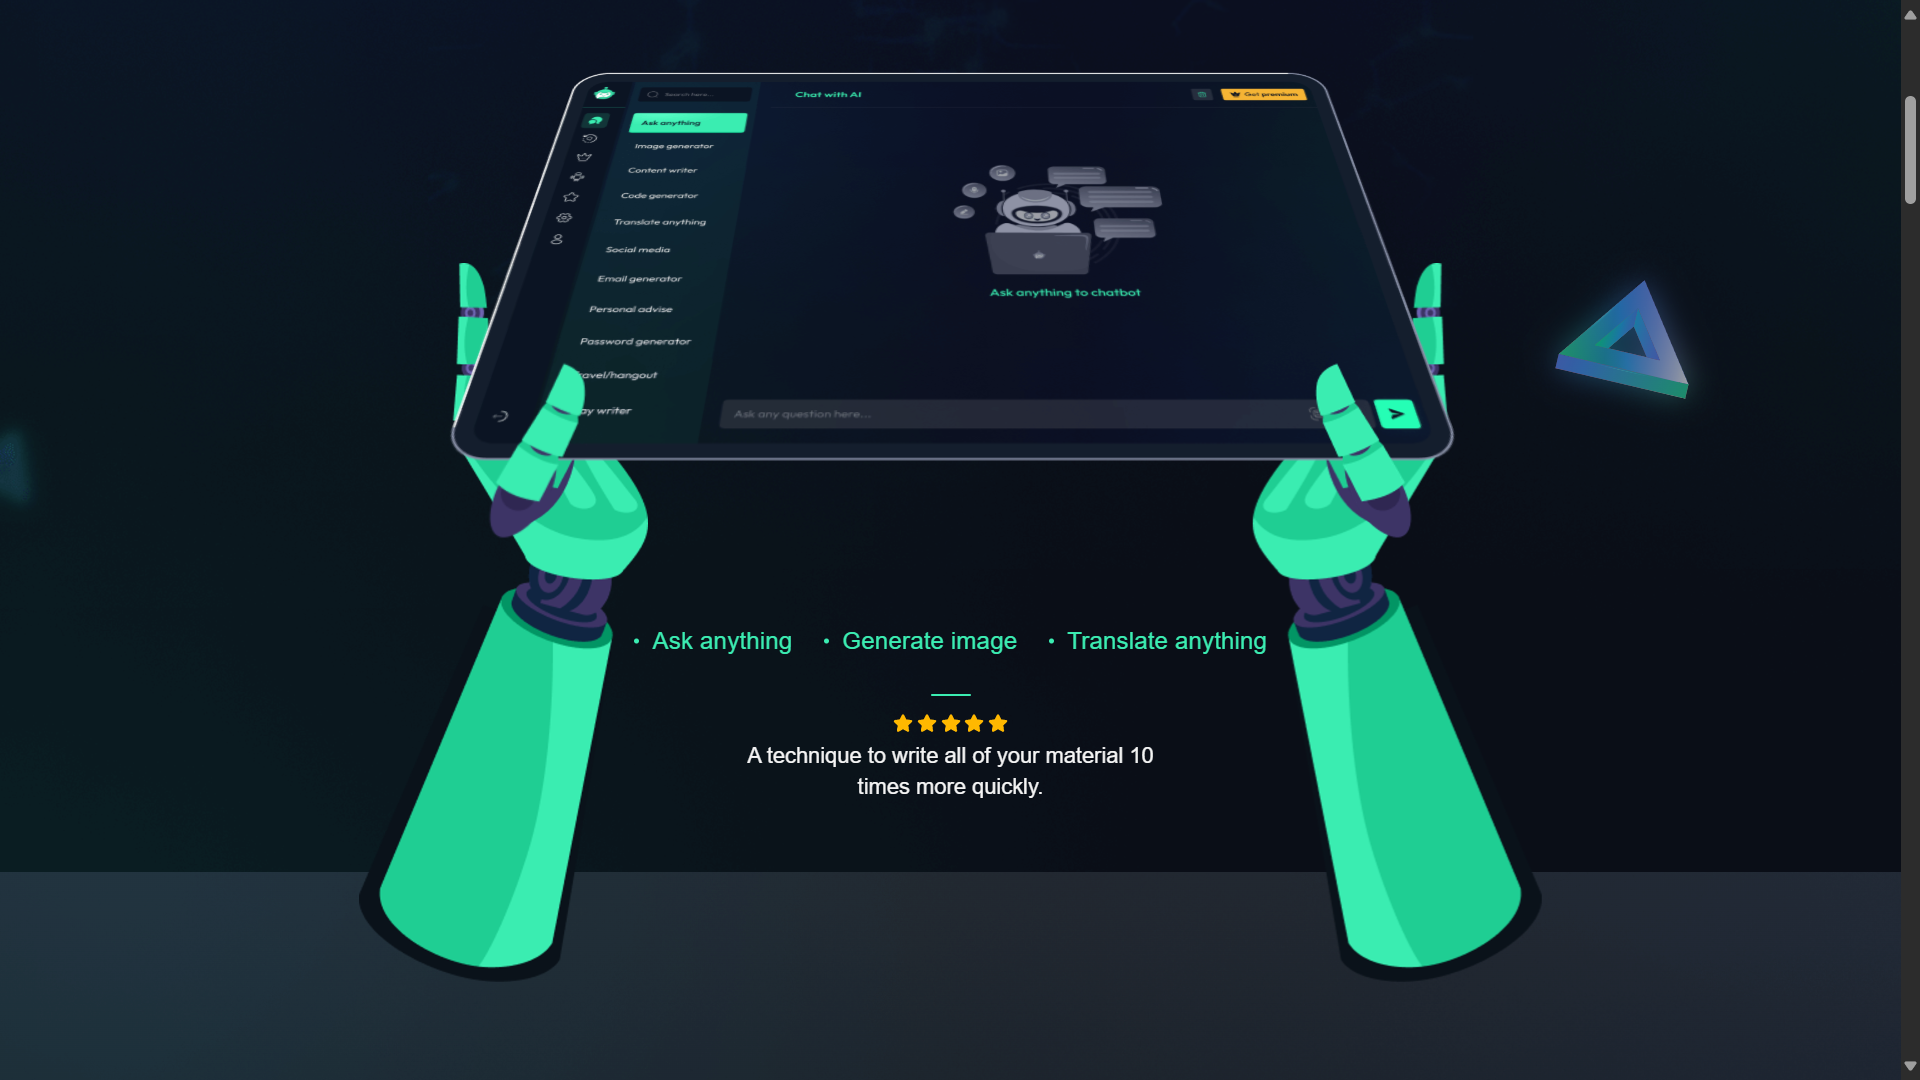 Search here...
Chat with AI
Get premium
Ask anything
Image generator
Content writer
Code generator
Translate anything
Social media
Email generator
Personal advise
Password generator
avel/hangout
ay writer
Ask anything to chatbot
Ask any question here...
• Ask anything • Generate image • Translate anything
A technique to write all of your material 10
times more quickly.